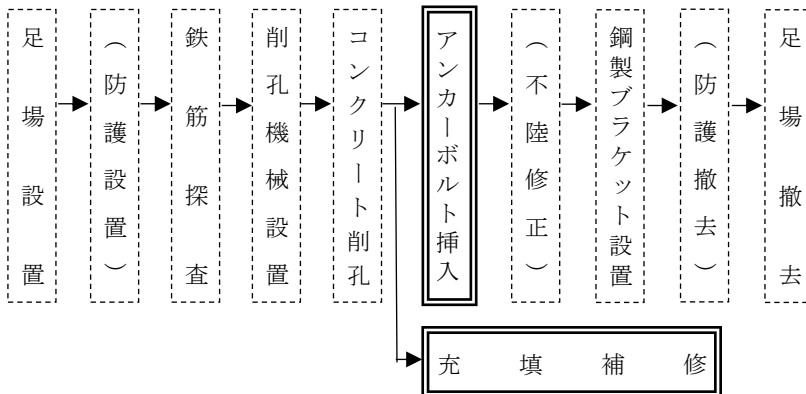 足場設置
（防護設置）
鉄筋探査
削孔機械設置
コンクリート削孔
アンカーボルト挿入
（不陸修正）
鋼製ブラケット設置
（防護撤去）
足場撤去
充填補修